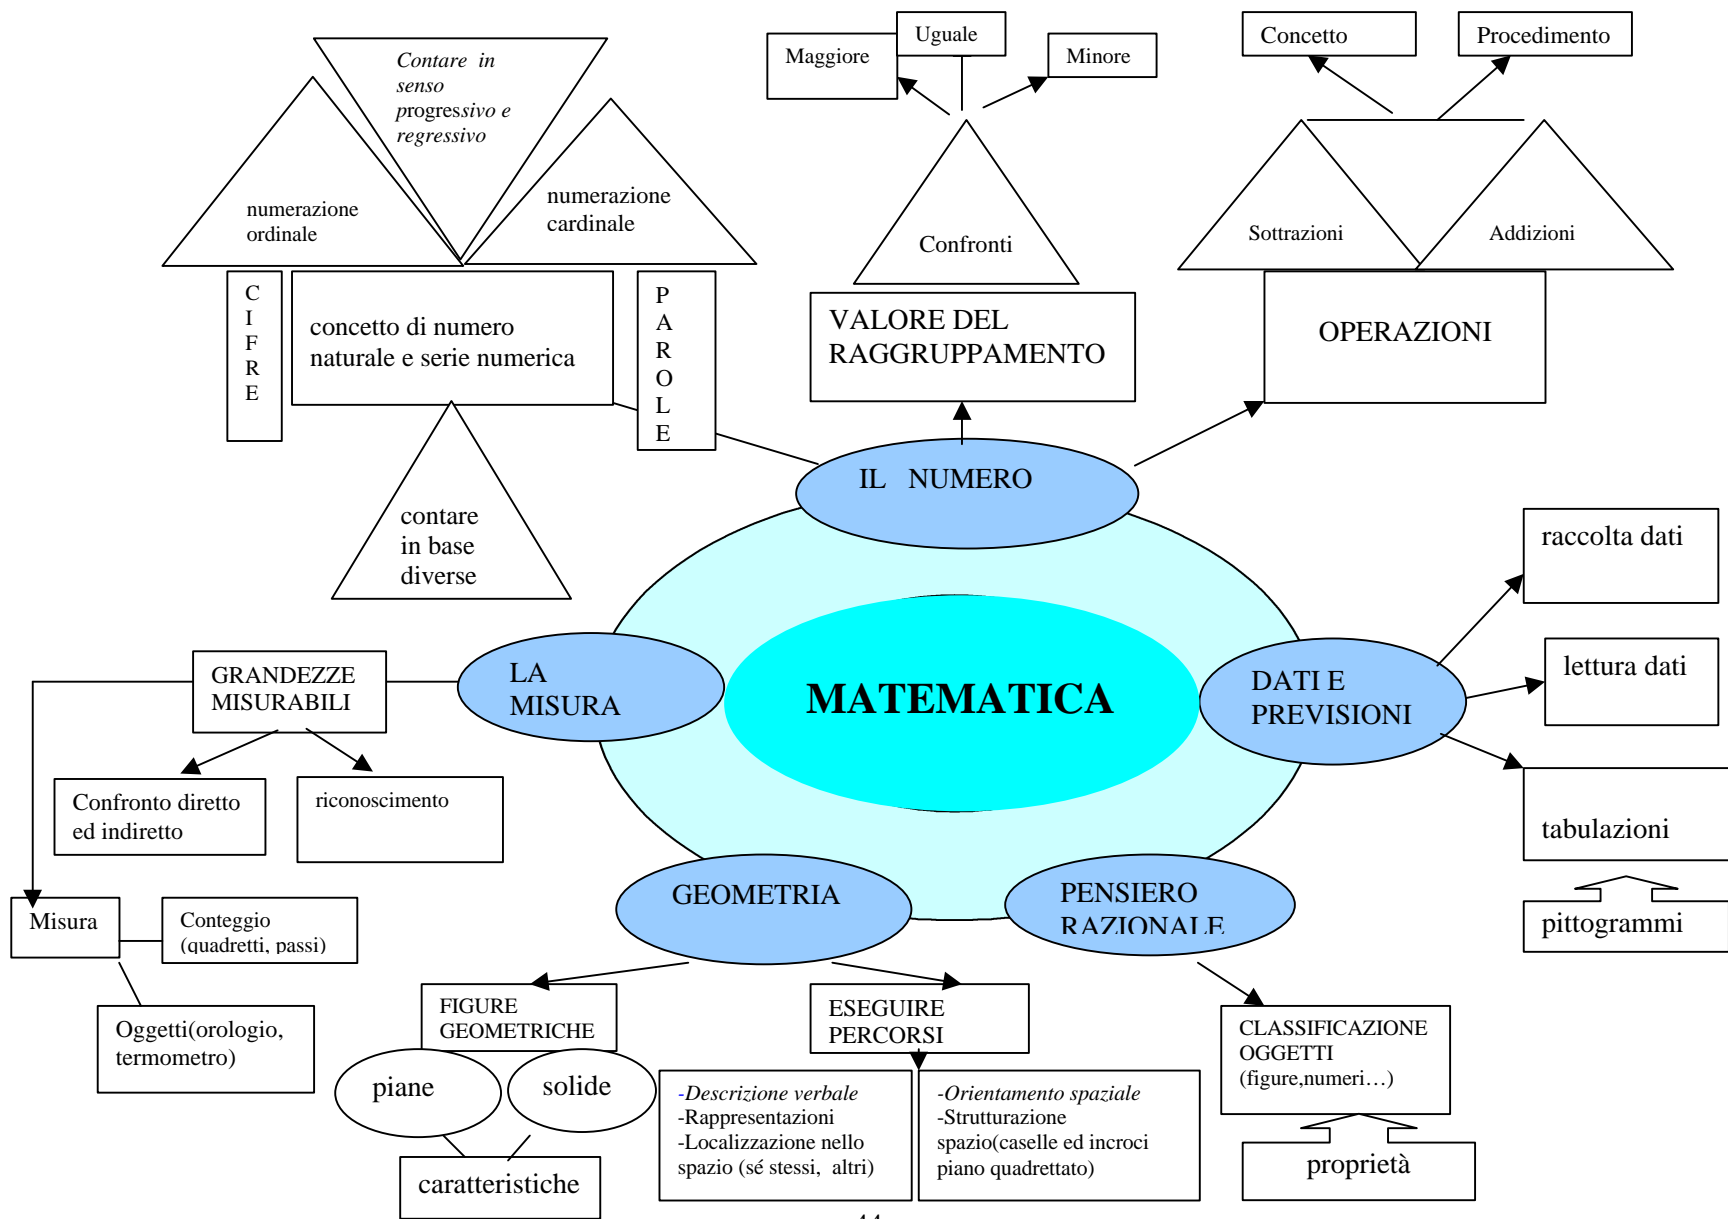 Contare in
senso
progressivo e
regressivo
numerazione
ordinale
numerazione
cardinale
C
I
F
R
E
concetto di numero
naturale e serie numerica
P
A
R
O
L
E
contare
in base
diverse
Maggiore
Uguale
Minore
Confronti
VALORE DEL
RAGGRUPPAMENTO
Concetto
Procedimento
Sottrazioni
Addizioni
OPERAZIONI
IL NUMERO
raccolta dati
lettura dati
tabulazioni
pittogrammi
DATI E
PREVISIONI
MATEMATICA
LA
MISURA
GRANDEZZE
MISURABILI
Confronto diretto
ed indiretto
riconoscimento
Misura
Conteggio
(quadretti, passi)
Oggetti(orologio,
termometro)
GEOMETRIA
FIGURE
GEOMETRICHE
piane
solide
caratteristiche
ESEGUIRE
PERCORSI
-Descrizione verbale
-Rappresentazioni
-Localizzazione nello
spazio (sé stessi, altri)
-Orientamento spaziale
-Strutturazione
spazio(caselle ed incroci
piano quadrettato)
PENSIERO
RAZIONALE
CLASSIFICAZIONE
OGGETTI
(figure,numeri…)
proprietà